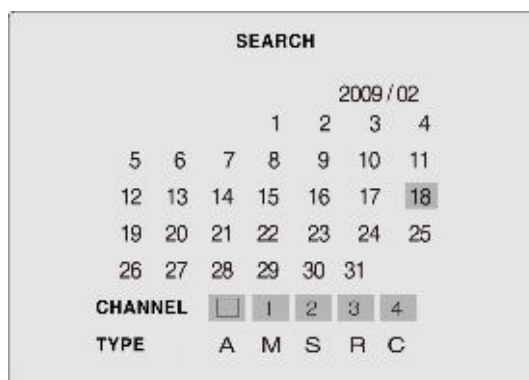 SEARCH
2009 / 02
1 2 3 4
5 6 7 8 9 10 11
12 13 14 15 16 17 18
19 20 21 22 23 24 25
26 27 28 29 30 31
CHANNEL 1 2 3 4
TYPE A M S R C